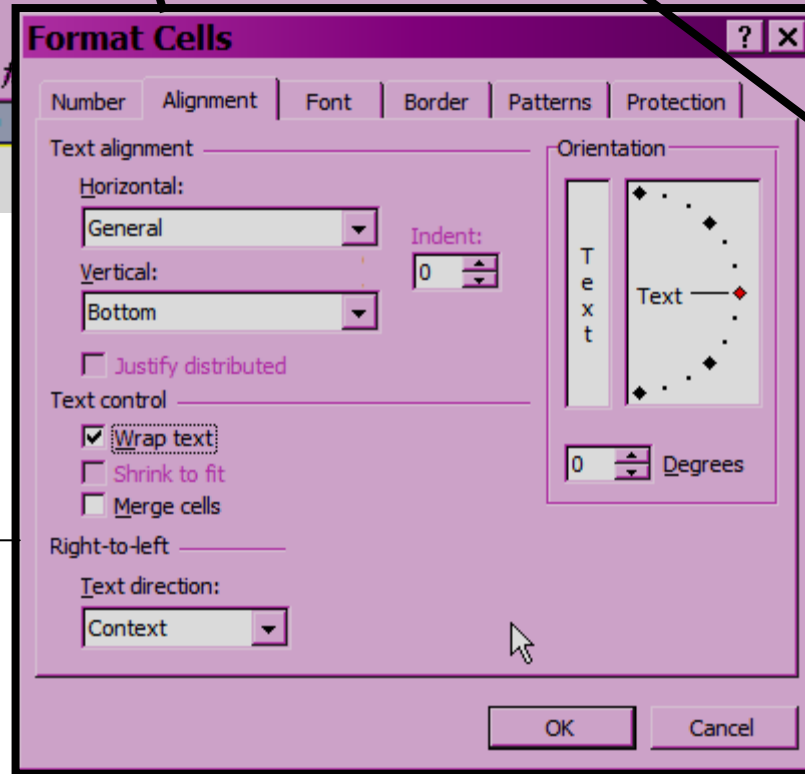 Format Cells
Number Alignment Font Border Patterns Protection
Text alignment
Horizontal:
General
Indent:
0
Vertical:
Bottom
Justify distributed
Text control
Wrap text
Shrink to fit
Merge cells
Right-to-left
Text direction:
Context
Orientation
Text
Text
0 Degrees
OK Cancel